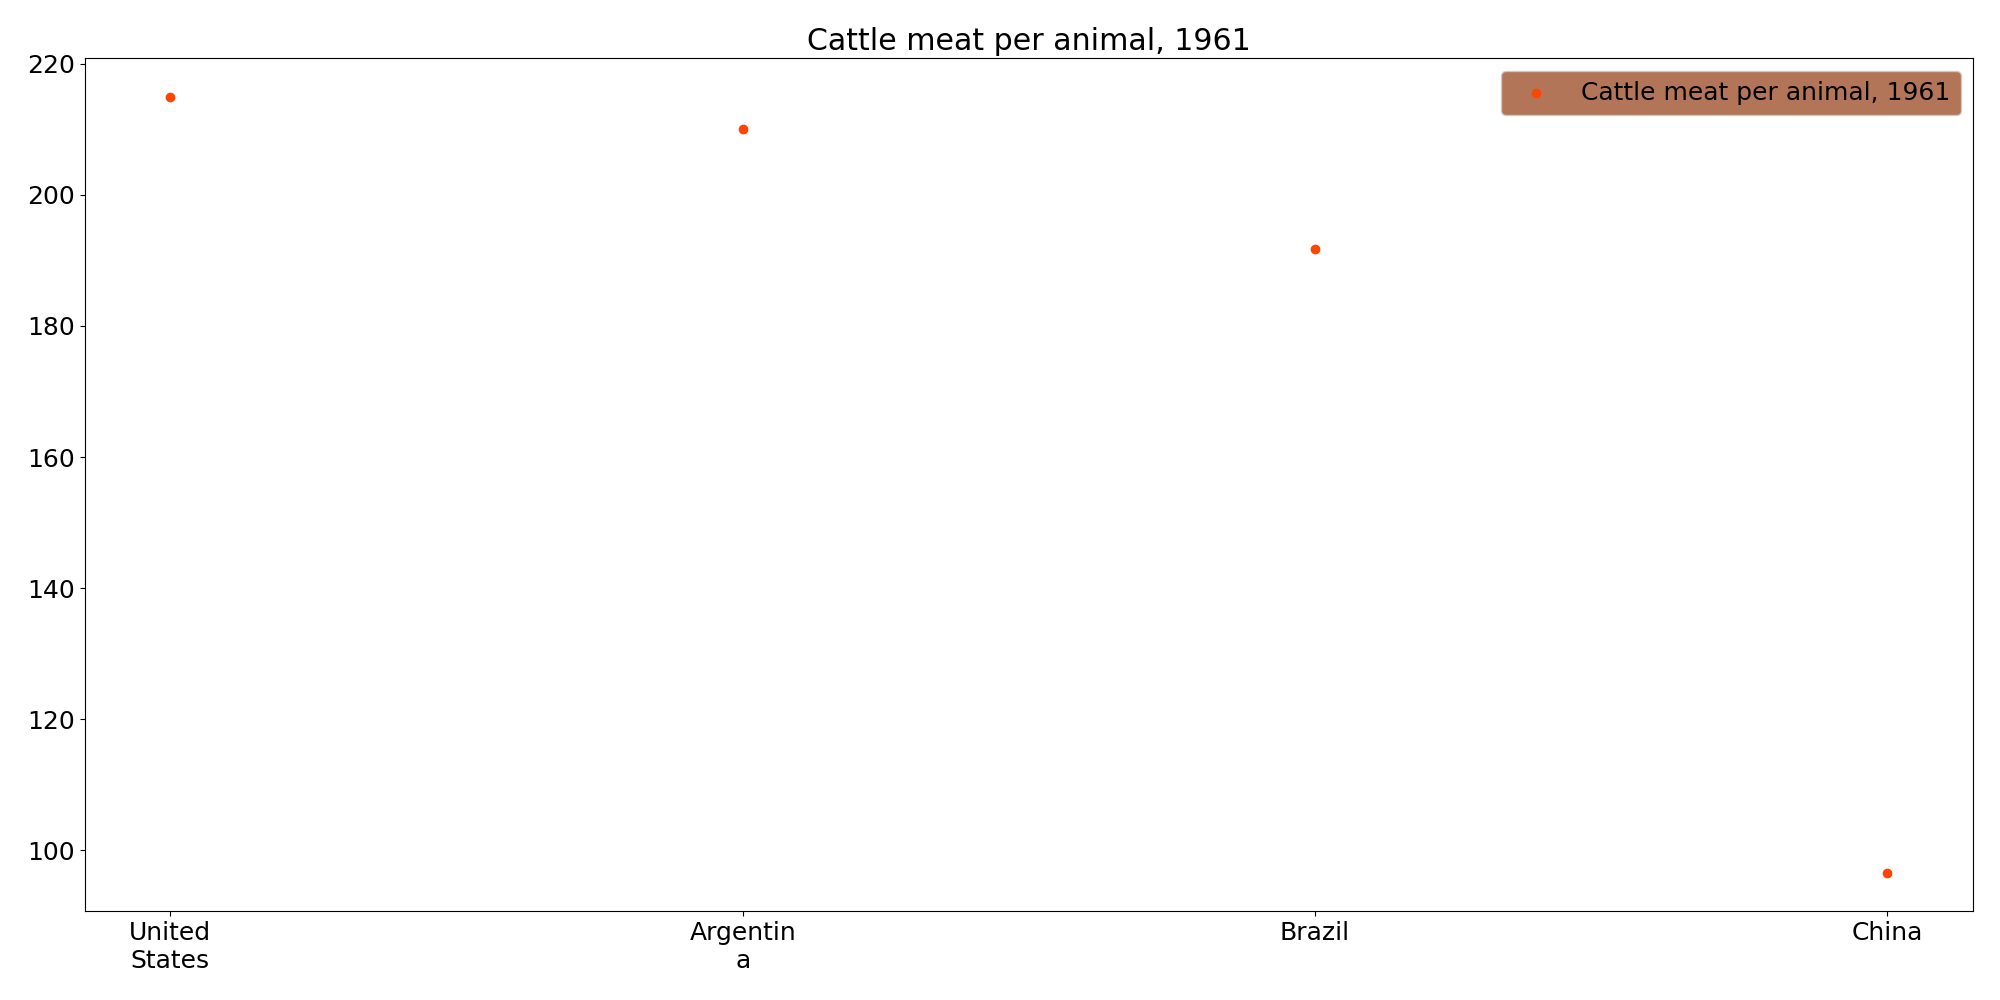 Cattle meat per animal, 1961
Cattle meat per animal, 1961
220
200
180
160
140
120
100
United
States
Argentin
a
Brazil
China